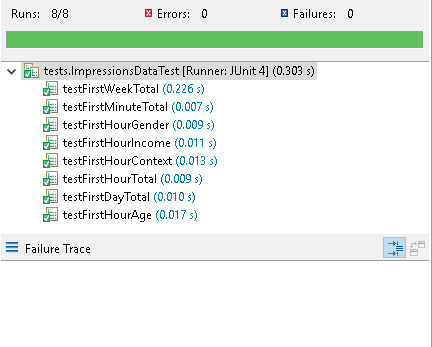 Runs: 8/8 Errors: 0 Failures: 0
tests.ImpressionsDataTest [Runner: JUnit 4] (0.303 s)
testFirstWeekTotal (0.226 s)
testFirstMinuteTotal (0.007 s)
testFirstHourGender (0.009 s)
testFirstHourIncome (0.011 s)
testFirstHourContext (0.013 s)
testFirstHourTotal (0.009 s)
testFirstDayTotal (0.010 s)
testFirstHourAge (0.017 s)
Failure Trace